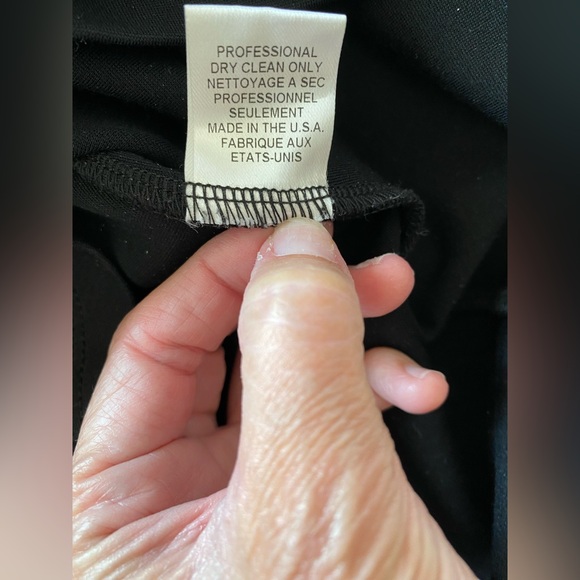 PROFESSIONAL
DRY CLEAN ONLY
NETTOYAGE A SEC
PROFESSIONNEL
SEULEMENT
MADE IN THE U.S.A.
FABRIQUE AUX
ETATS-UNIS